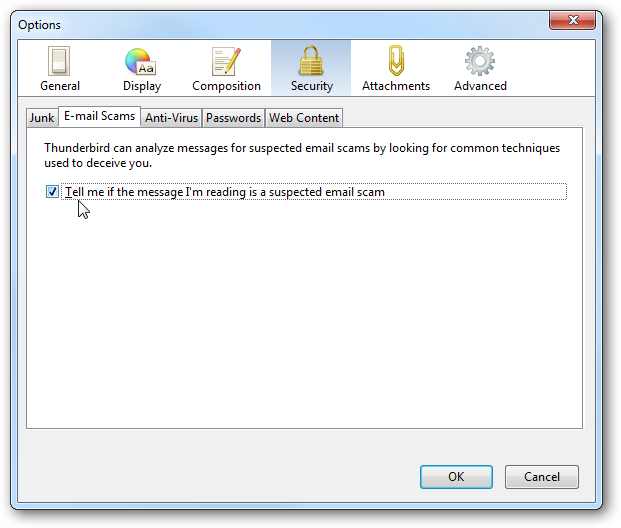 Options
General Display Composition Security Attachments Advanced
Junk E-mail Scams Anti-Virus Passwords Web Content
Thunderbird can analyze messages for suspected email scams by looking for common techniques
used to deceive you.
Tell me if the message I'm reading is a suspected email scam
OK Cancel